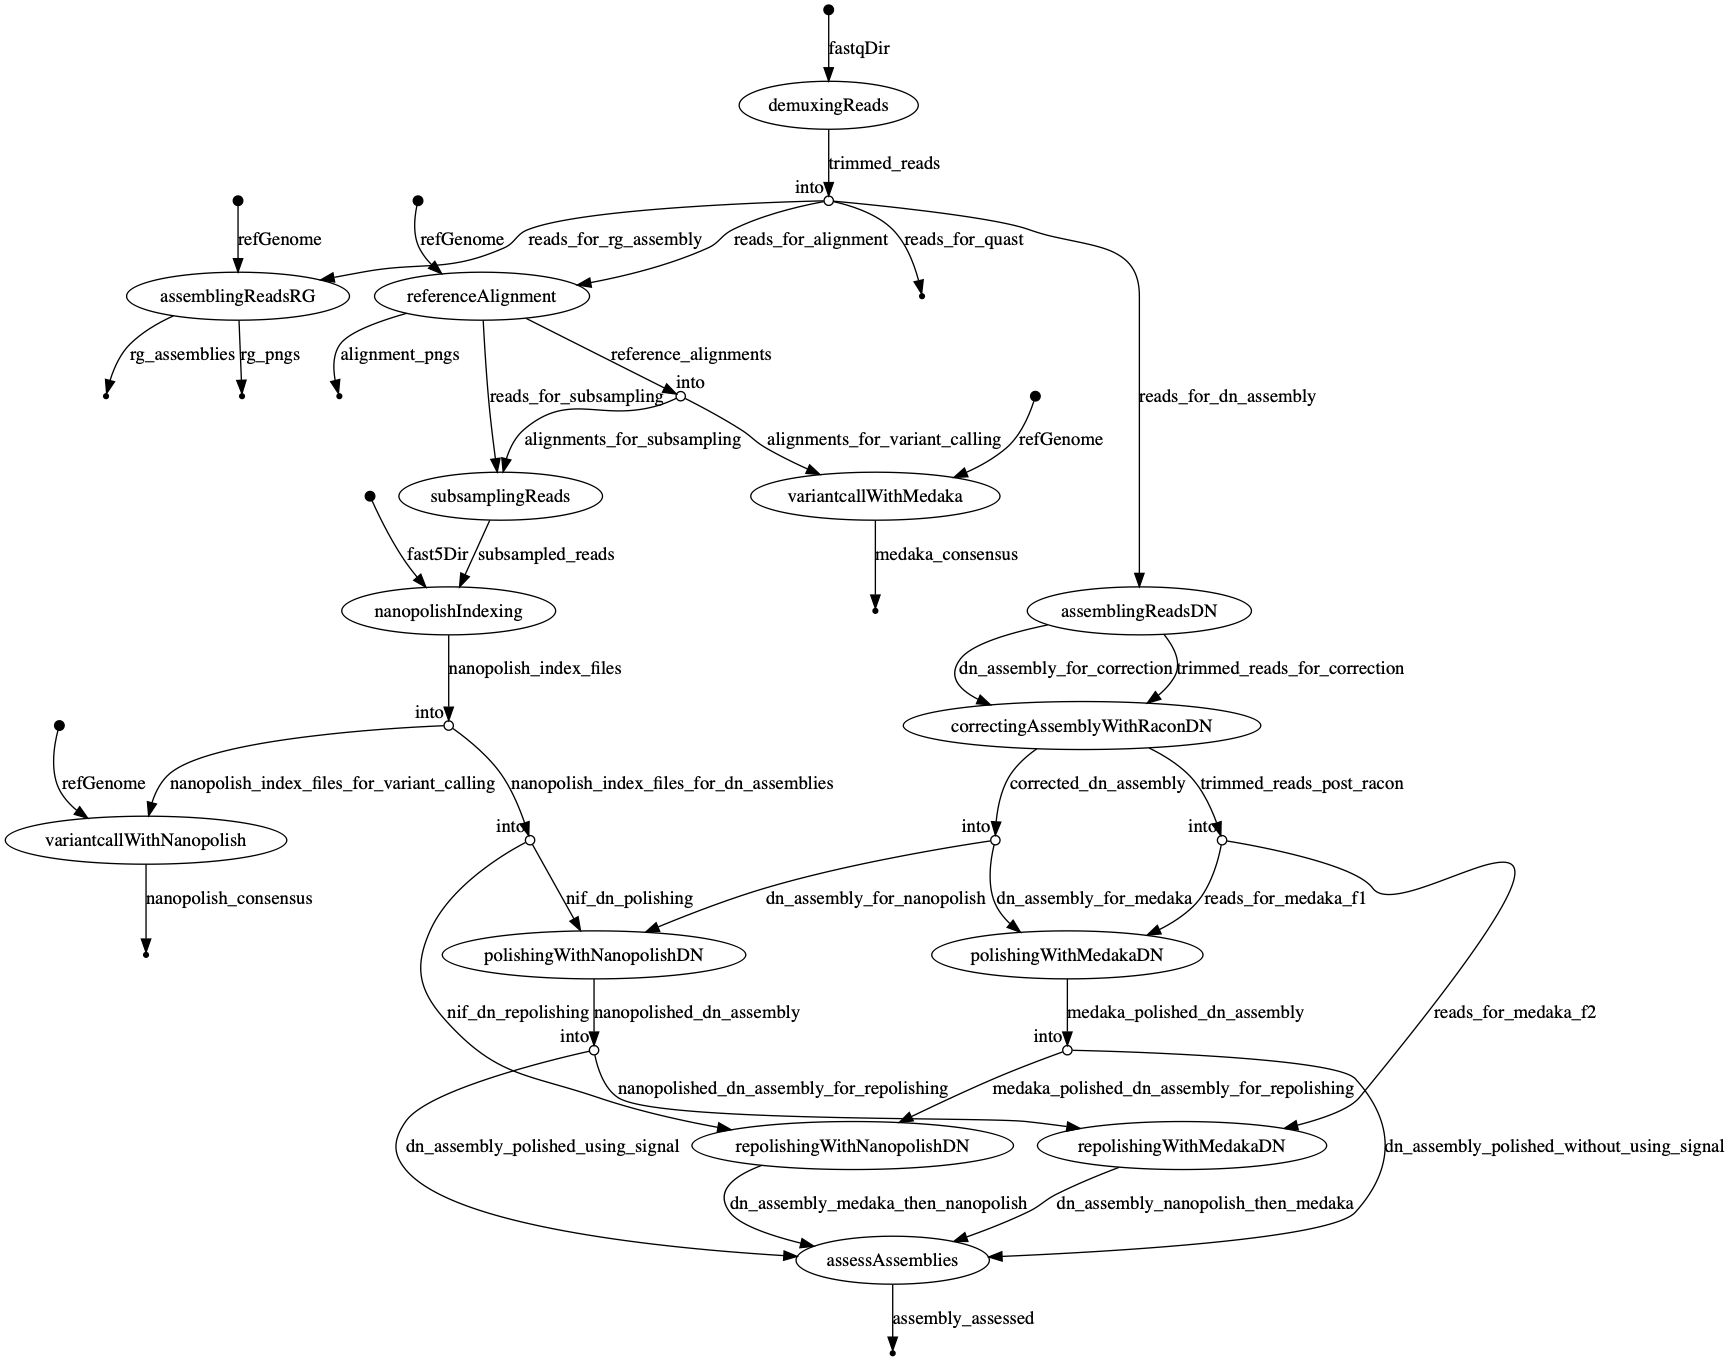 fastqDir
demuxingReads
trimmed_reads
into
refGenome
refGenome
reads_for_rg_assembly
reads_for_alignment
reads_for_quast
assemblingReadsRG
referenceAlignment
rg_assemblies
rg_pngs
alignment_pngs
reference_alignments
into
reads_for_subsampling
reads_for_dn_assembly
alignments_for_subsampling
alignments_for_variant_calling
refGenome
subsamplingReads
variantcallWithMedaka
fast5Dir
subsampled_reads
medaka_consensus
nanopolishIndexing
assemblingReadsDN
nanopolish_index_files
dn_assembly_for_correction
trimmed_reads_for_correction
into
correctingAssemblyWithRaconDN
refGenome
nanopolish_index_files_for_variant_calling
nanopolish_index_files_for_dn_assemblies
corrected_dn_assembly
trimmed_reads_post_racon
into
into
into
variantcallWithNanopolish
nanopolish_consensus
nif_dn_polishing
dn_assembly_for_nanopolish
dn_assembly_for_medaka
reads_for_medaka_f1
polishingWithNanopolishDN
polishingWithMedakaDN
nif_dn_repolishing
nanopolished_dn_assembly
medaka_polished_dn_assembly
reads_for_medaka_f2
into
into
nanopolished_dn_assembly_for_repolishing
medaka_polished_dn_assembly_for_repolishing
dn_assembly_polished_using_signal
repolishingWithNanopolishDN
repolishingWithMedakaDN
dn_assembly_polished_without_using_signal
dn_assembly_medaka_then_nanopolish
dn_assembly_nanopolish_then_medaka
assessAssemblies
assembly_assessed